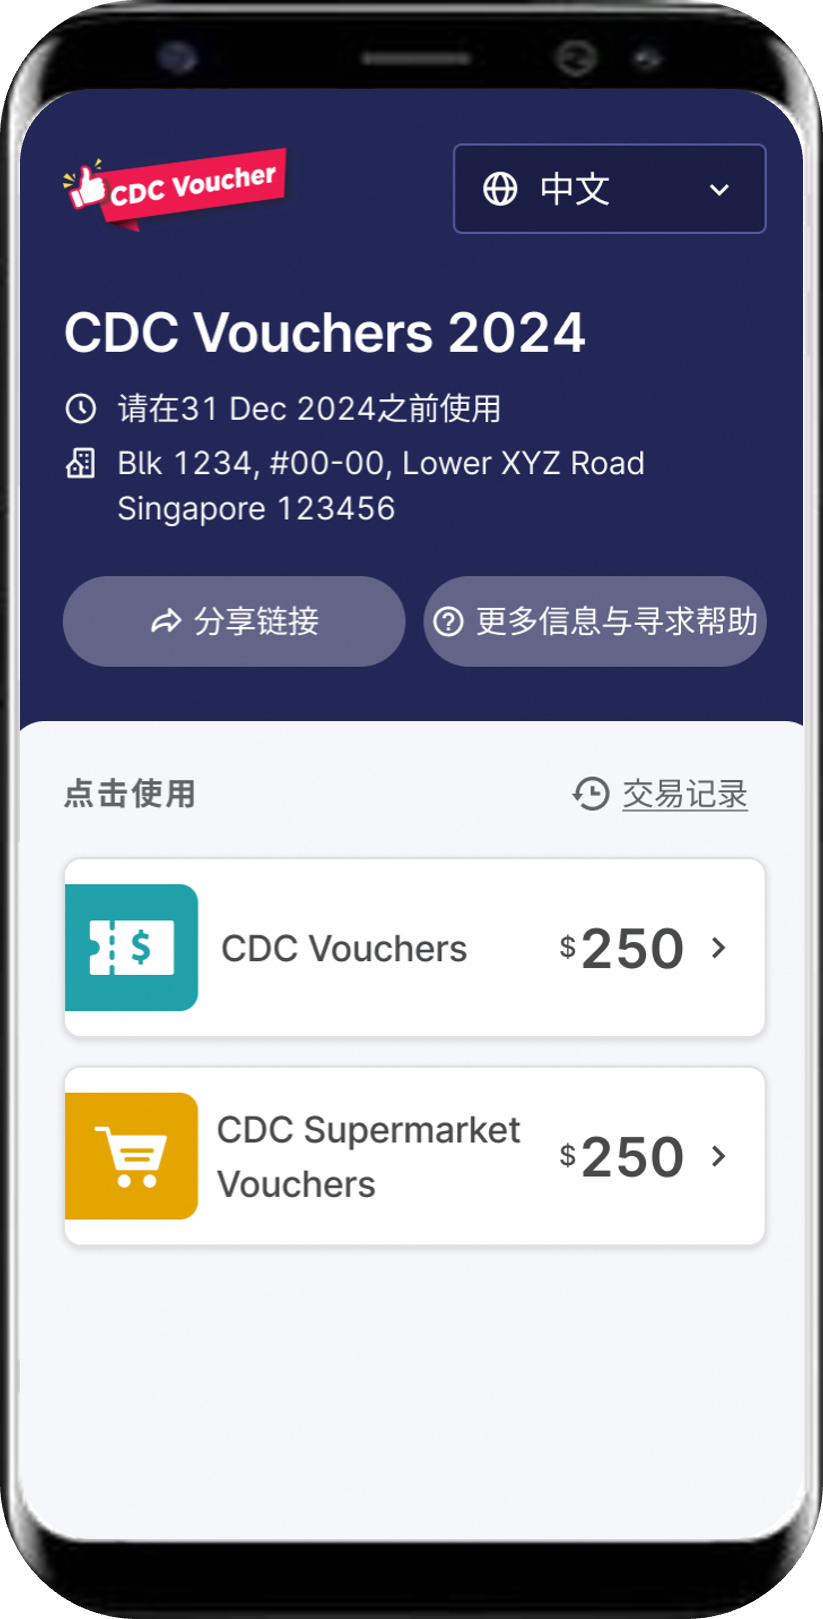 CDC Voucher
中文
CDC Vouchers 2024
请在31 Dec 2024之前使用
Blk 1234, #00-00, Lower XYZ Road
Singapore 123456
分享链接
更多信息与寻求帮助
点击使用
交易记录
$
CDC Vouchers
$250
CDC Supermarket
Vouchers
$250